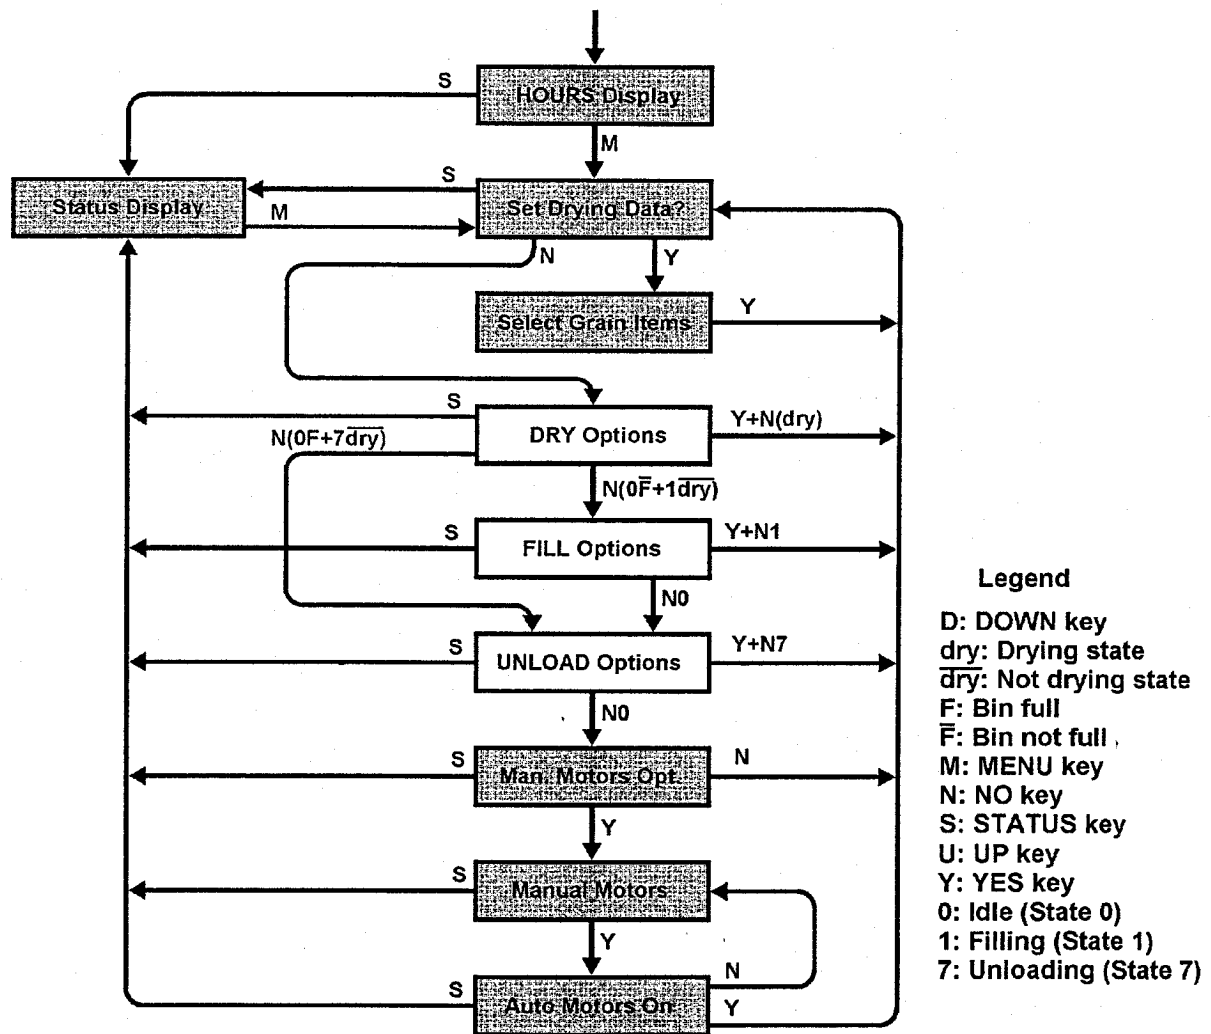 S
HOURS Display
M
S
Status Display
M
Set Drying Data?
N
Y
Select Grain Items
Y
S
DRY Options
Y+N(dry)
N(0F+7d̅r̅y̅)
N(0F̅+1d̅r̅y̅)
S
FILL Options
Y+N1
N0
S
UNLOAD Options
Y+N7
N0
S
Man. Motors Opt.
N
Y
S
Manual Motors
Y
N
S
Auto Motors On
Y
Legend
D: DOWN key
dry: Drying state
d̅r̅y̅: Not drying state
F: Bin full
F̅: Bin not full
M: MENU key
N: NO key
S: STATUS key
U: UP key
Y: YES key
0: Idle (State 0)
1: Filling (State 1)
7: Unloading (State 7)